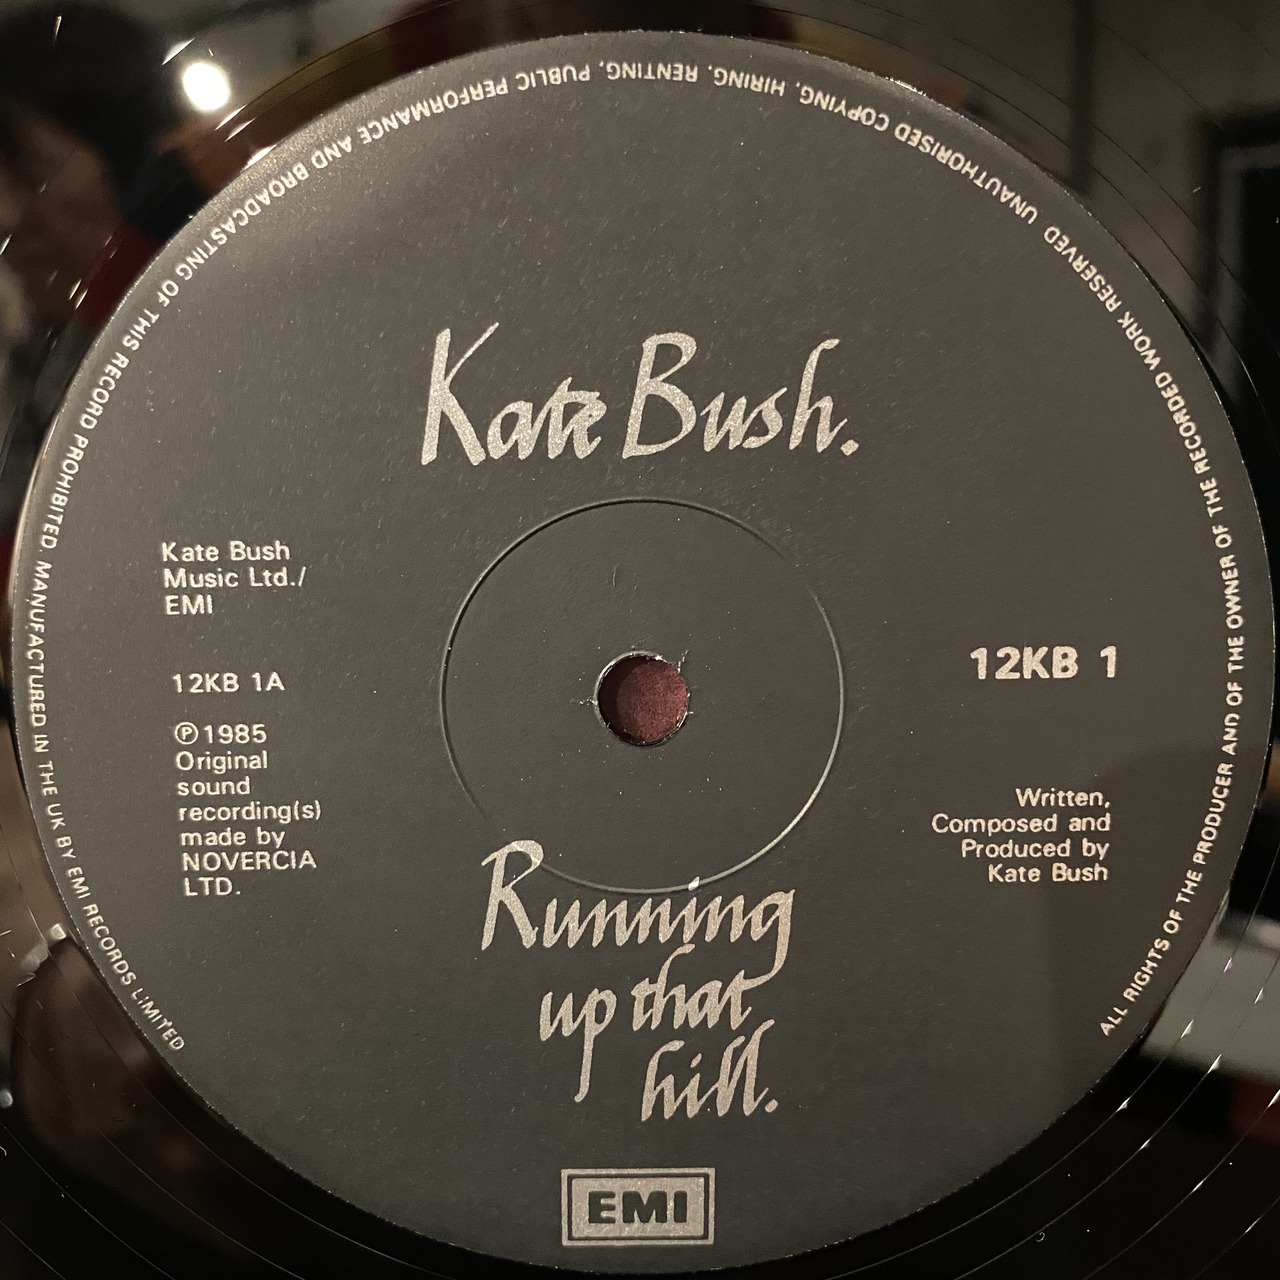 Kate Bush.
Kate Bush
Music Ltd./
EMI
12KB 1A
Ⓟ1985
Original
sound
recording(s)
made by
NOVERCIA
LTD.
12KB 1
Written,
Composed and
Produced by
Kate Bush
Running
up that
hill.
EMI
ALL RIGHTS OF THE PRODUCER AND OF THE OWNER OF THE RECORDED WORK RESERVED UNAUTHORISED COPYING, HIRING, RENTING, PUBLIC PERFORMANCE AND BROADCASTING OF THIS RECORD PROHIBITED. MANUFACTURED IN THE UK BY EMI RECORDS LIMITED